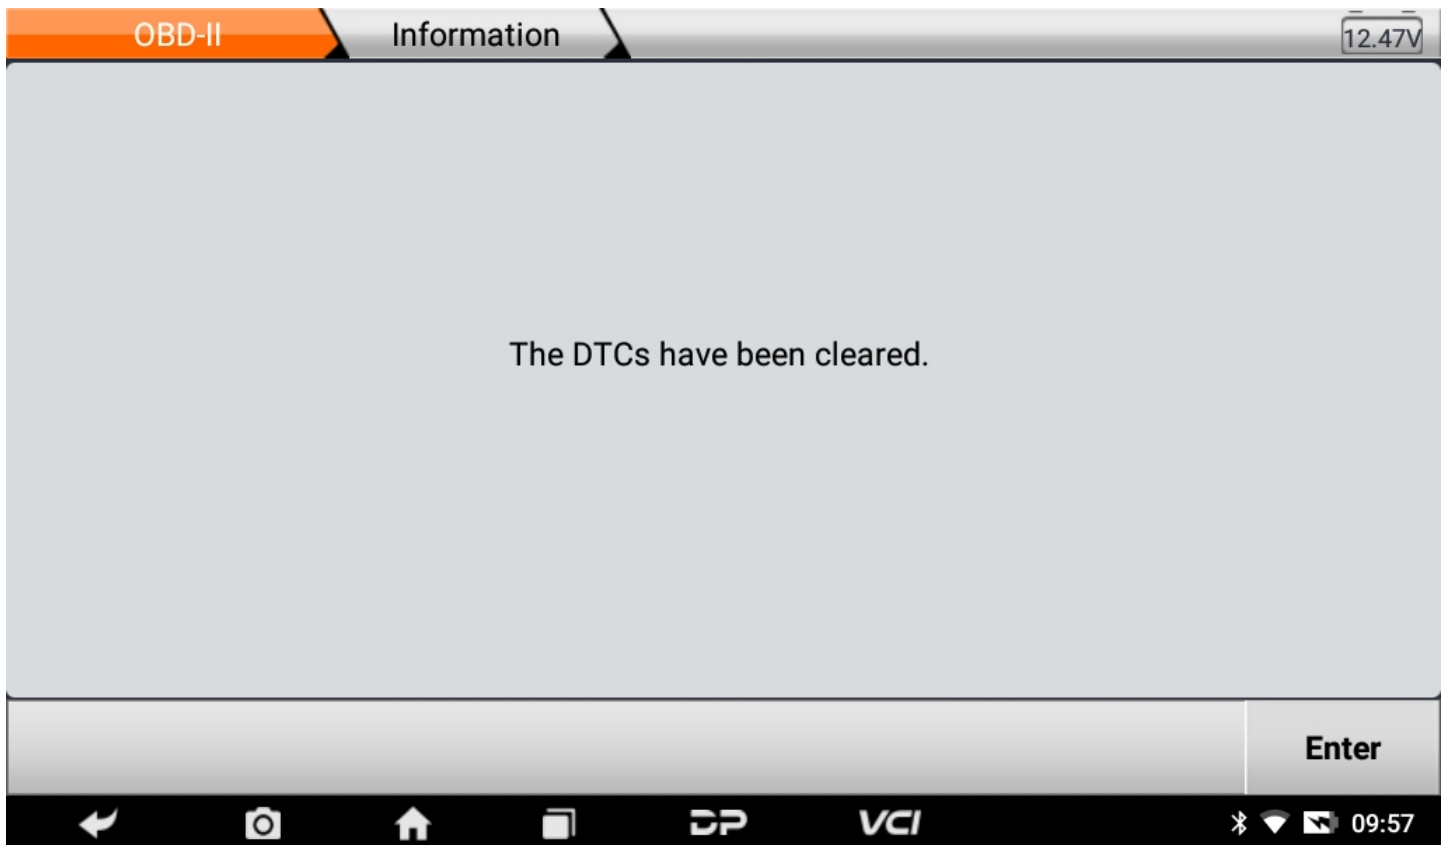 OBD-II
Information
12.47V
The DTCs have been cleared.
Enter
DP
VCI
09:57